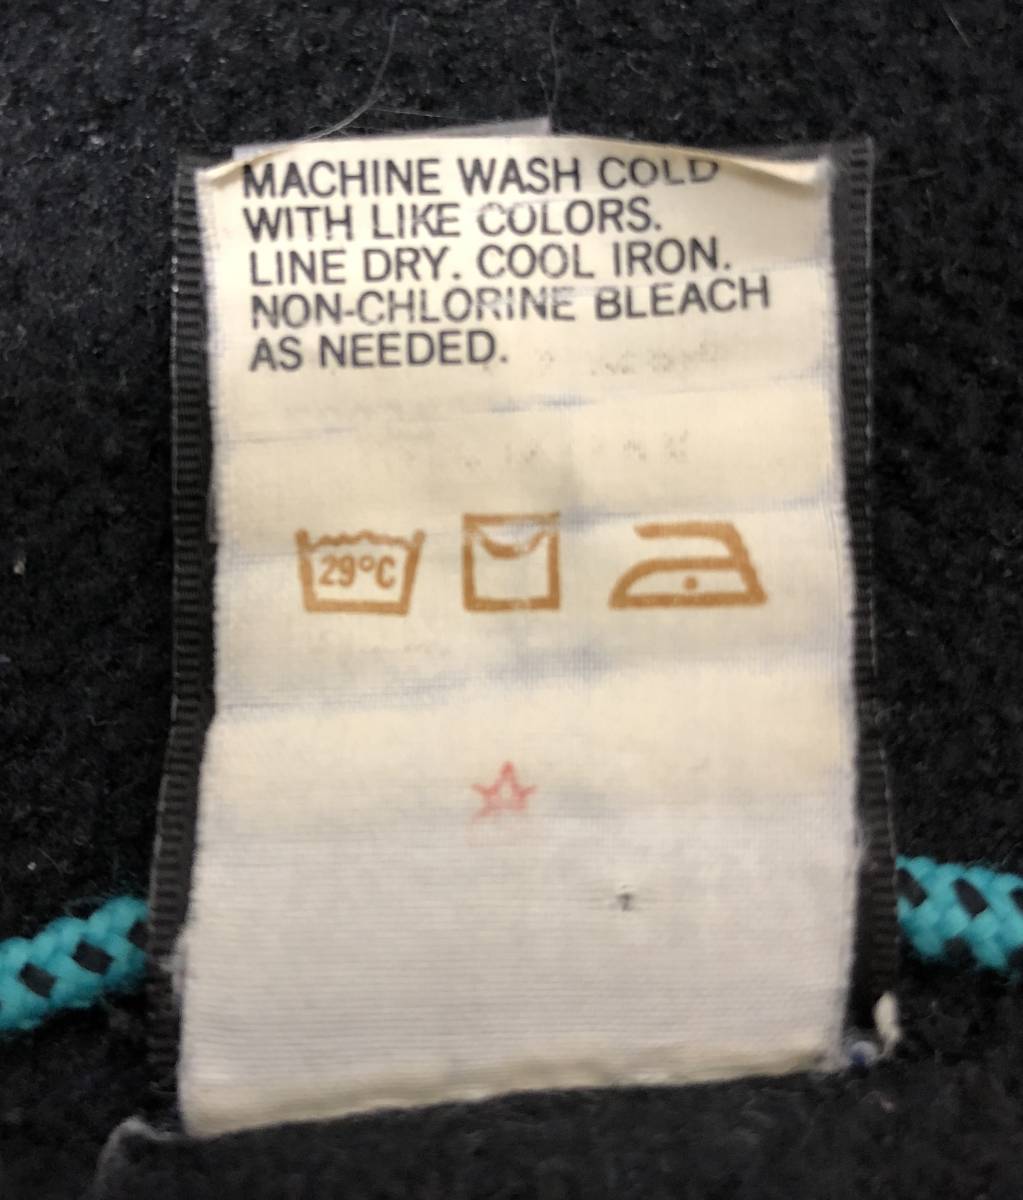 MACHINE WASH COLD
WITH LIKE COLORS.
LINE DRY. COOL IRON.
NON-CHLORINE BLEACH
AS NEEDED.
29°C